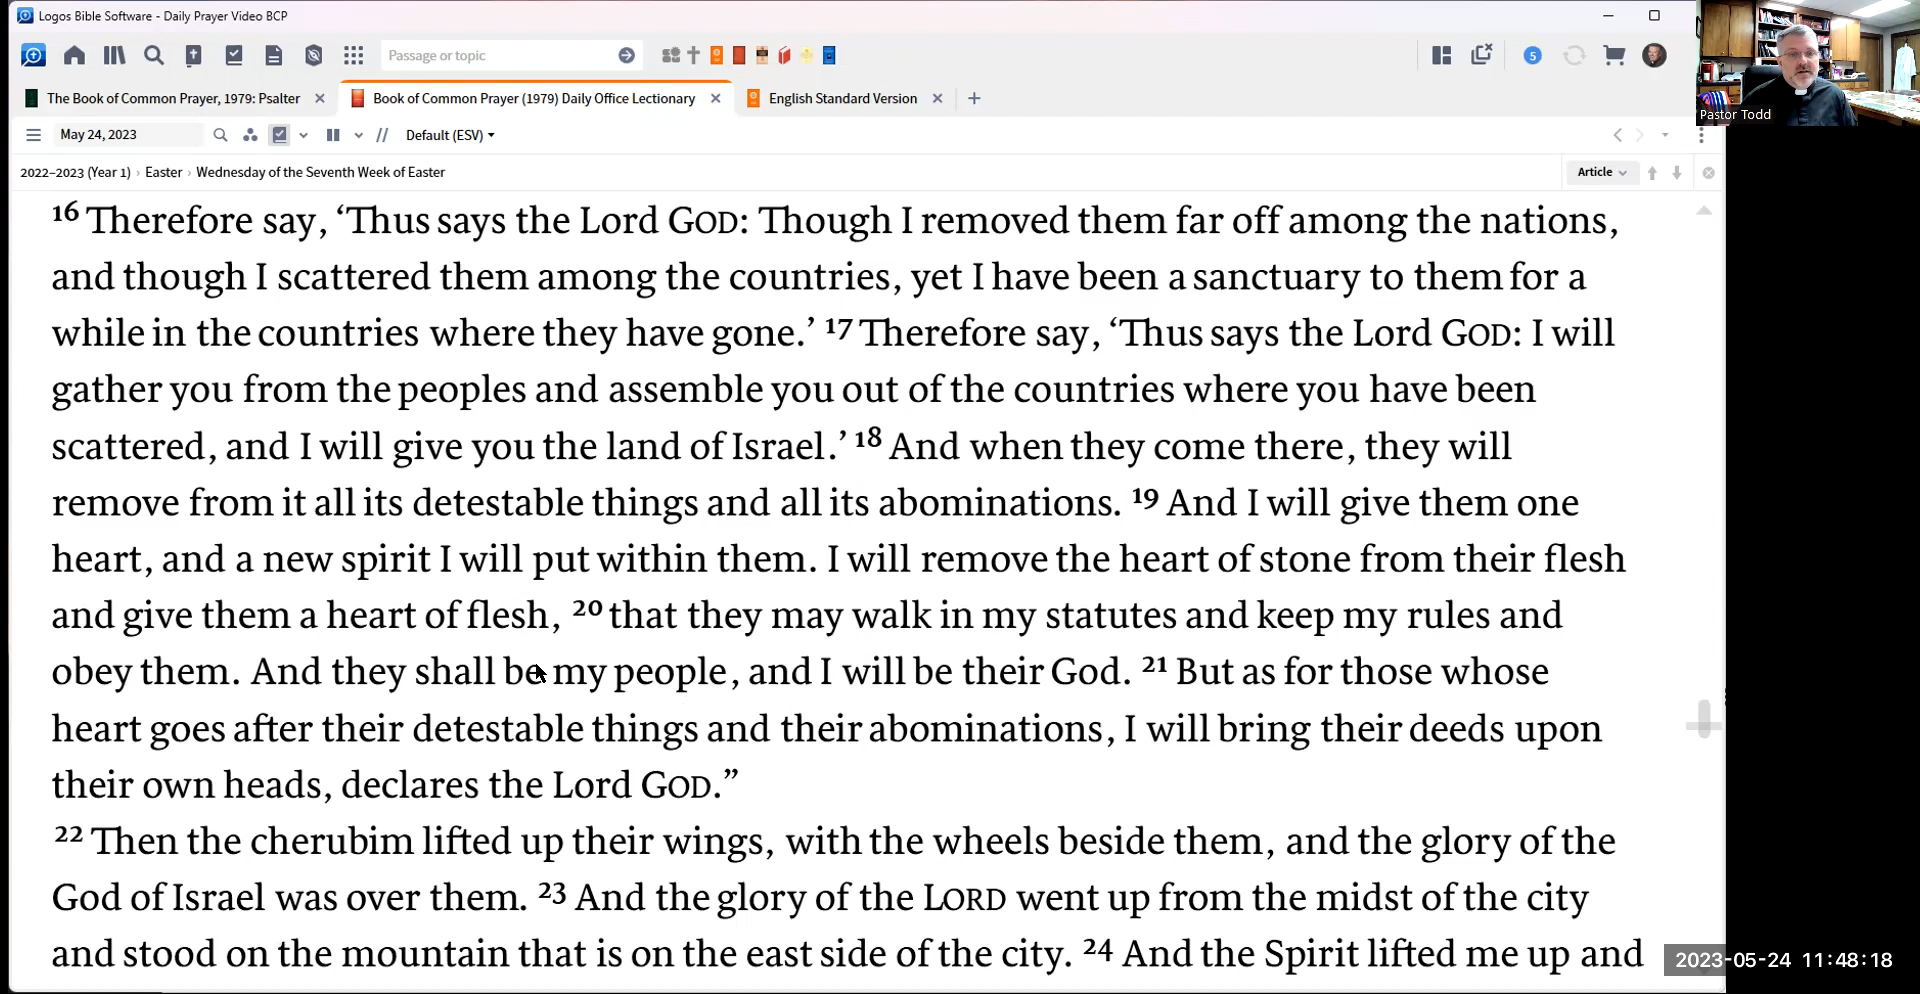 Logos Bible Software - Daily Prayer Video BCP
Passage or topic
5
The Book of Common Prayer, 1979: Psalter
Book of Common Prayer (1979) Daily Office Lectionary
English Standard Version
Pastor Todd
May 24, 2023
Default (ESV)
2022–2023 (Year 1) › Easter › Wednesday of the Seventh Week of Easter
Article
16 Therefore say, ‘Thus says the Lord GOD: Though I removed them far off among the nations,
and though I scattered them among the countries, yet I have been a sanctuary to them for a
while in the countries where they have gone.’ 17 Therefore say, ‘Thus says the Lord GOD: I will
gather you from the peoples and assemble you out of the countries where you have been
scattered, and I will give you the land of Israel.’ 18 And when they come there, they will
remove from it all its detestable things and all its abominations. 19 And I will give them one
heart, and a new spirit I will put within them. I will remove the heart of stone from their flesh
and give them a heart of flesh, 20 that they may walk in my statutes and keep my rules and
obey them. And they shall be my people, and I will be their God. 21 But as for those whose
heart goes after their detestable things and their abominations, I will bring their deeds upon
their own heads, declares the Lord GOD.”
22 Then the cherubim lifted up their wings, with the wheels beside them, and the glory of the
God of Israel was over them. 23 And the glory of the LORD went up from the midst of the city
and stood on the mountain that is on the east side of the city. 24 And the Spirit lifted me up and
2023-05-24 11:48:18